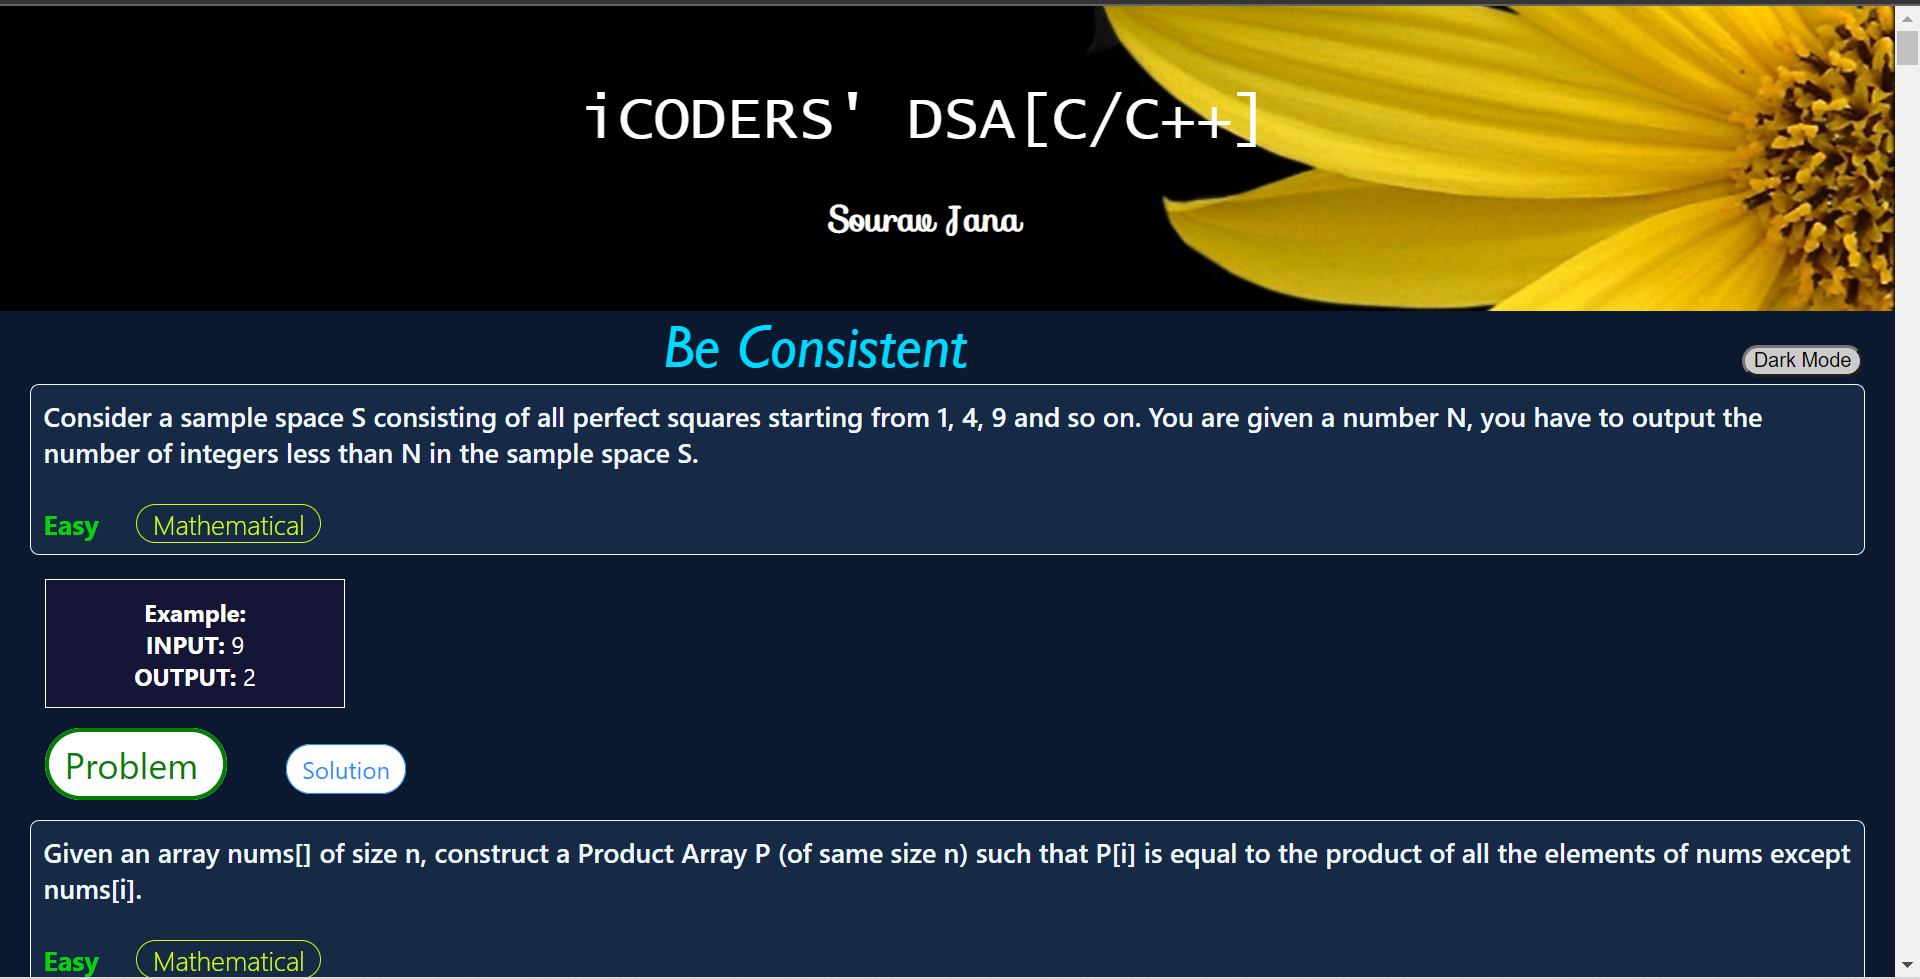 iCODERS' DSA[C/C++]
Sourav Jana
Be Consistent
Dark Mode
Consider a sample space S consisting of all perfect squares starting from 1, 4, 9 and so on. You are given a number N, you have to output the
number of integers less than N in the sample space S.
Easy Mathematical
Example:
INPUT: 9
OUTPUT: 2
Problem Solution
Given an array nums[] of size n, construct a Product Array P (of same size n) such that P[i] is equal to the product of all the elements of nums except
nums[i].
Easy Mathematical